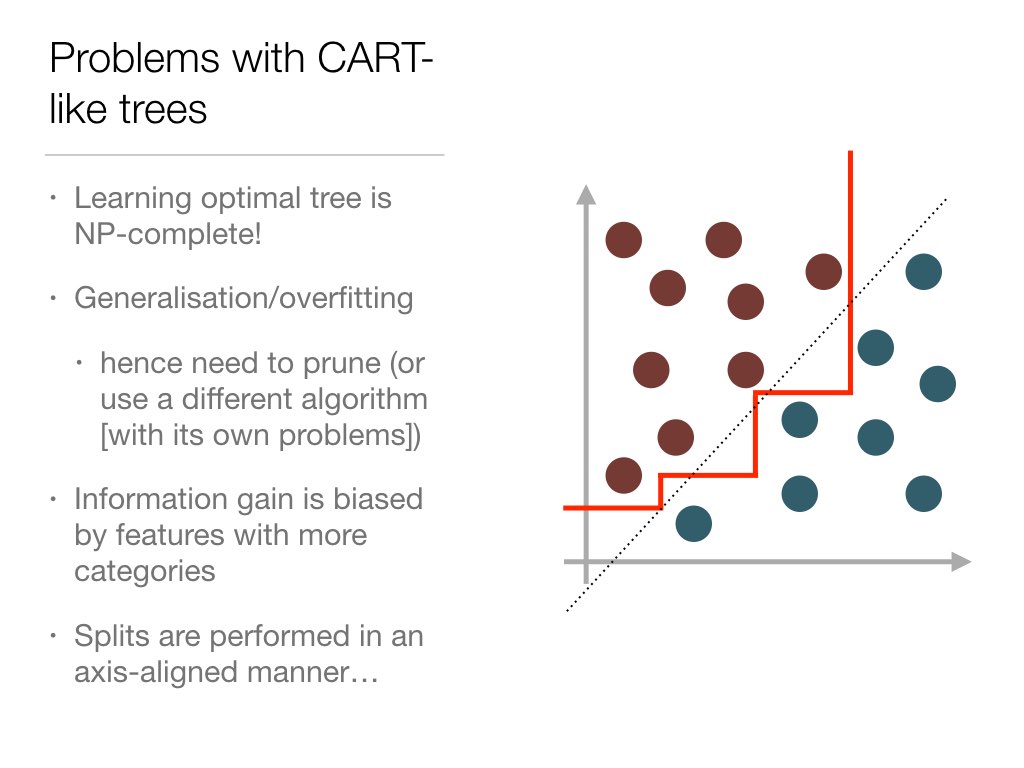 Problems with CART-
like trees
• Learning optimal tree is
NP-complete!
• Generalisation/overfitting
• hence need to prune (or
use a different algorithm
[with its own problems])
• Information gain is biased
by features with more
categories
• Splits are performed in an
axis-aligned manner…